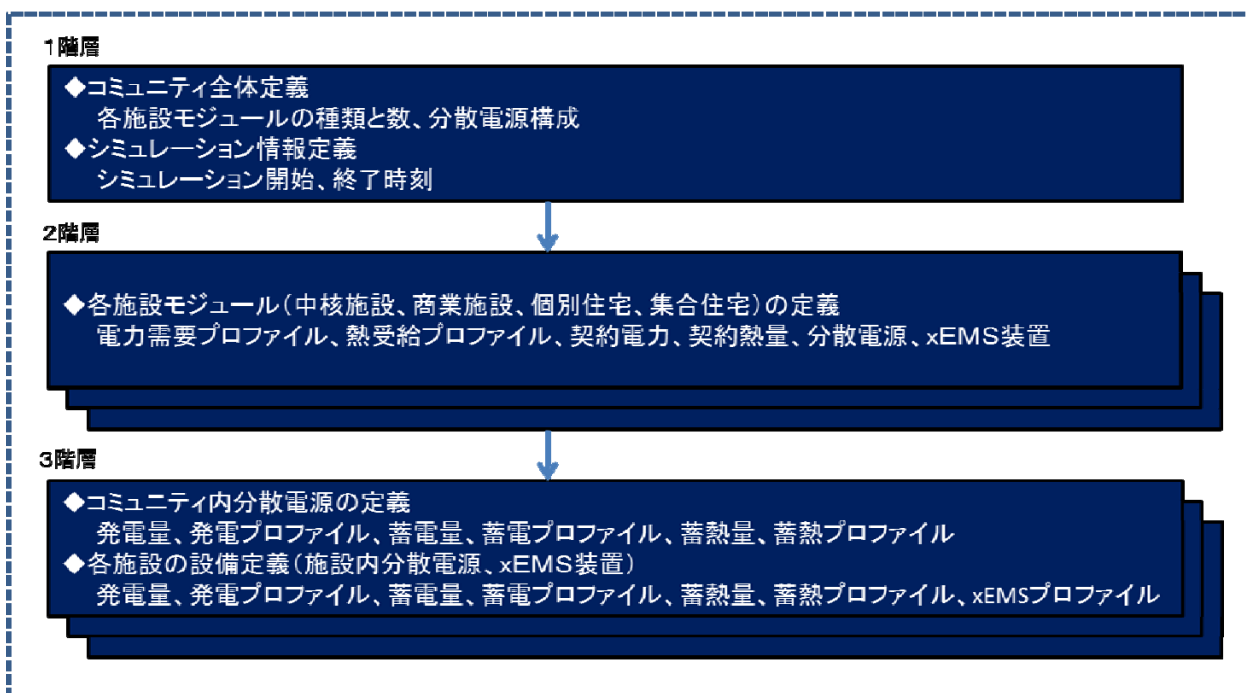 1階層
◆コミュニティ全体定義
各施設モジュールの種類と数、分散電源構成
◆シミュレーション情報定義
シミュレーション開始、終了時刻
2階層
◆各施設モジュール(中核施設、商業施設、個別住宅、集合住宅)の定義
電力需要プロファイル、熱受給プロファイル、契約電力、契約熱量、分散電源、xEMS装置
3階層
◆コミュニティ内分散電源の定義
発電量、発電プロファイル、蓄電量、蓄電プロファイル、蓄熱量、蓄熱プロファイル
◆各施設の設備定義(施設内分散電源、xEMS装置)
発電量、発電プロファイル、蓄電量、蓄電プロファイル、蓄熱量、蓄熱プロファイル、xEMSプロファイル